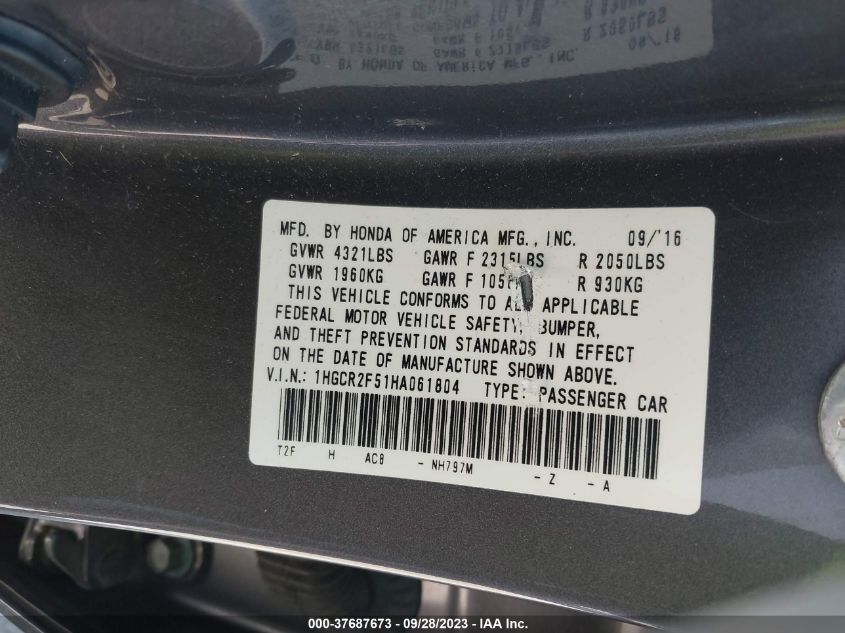 MFD. BY HONDA OF AMERICA MFG., INC. 09/'16
GVWR 4321LBS GAWR F 2315LBS R 2050LBS
GVWR 1960KG GAWR F 105 R 930KG
THIS VEHICLE CONFORMS TO APPLICABLE
FEDERAL MOTOR VEHICLE SAFETY, BUMPER,
AND THEFT PREVENTION STANDARDS IN EFFECT
ON THE DATE OF MANUFACTURE SHOWN ABOVE.
V.I.N.: 1HGCR2F51HA061804 TYPE: PASSENGER CAR
T2F H AC8 - NH797M - Z - A
000-37687673 - 09/28/2023 - IAA Inc.